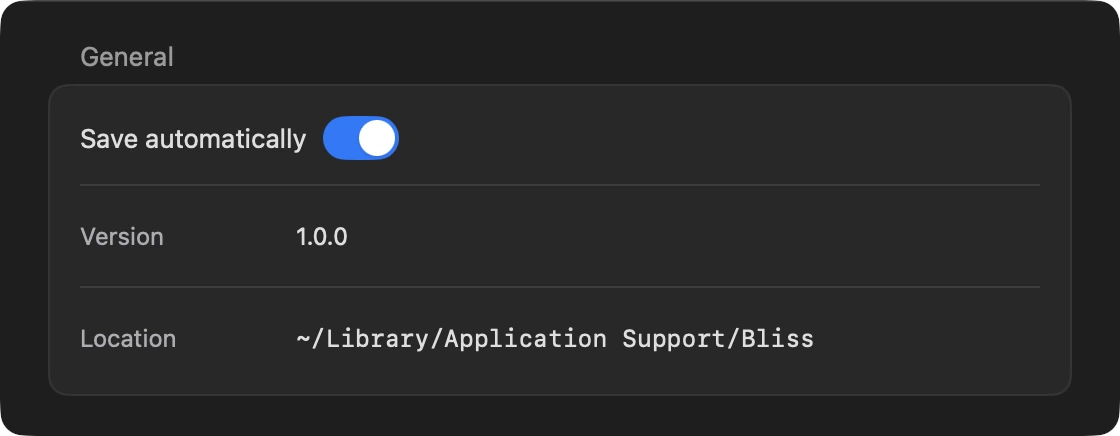 General
Save automatically
Version 1.0.0
Location ~/Library/Application Support/Bliss